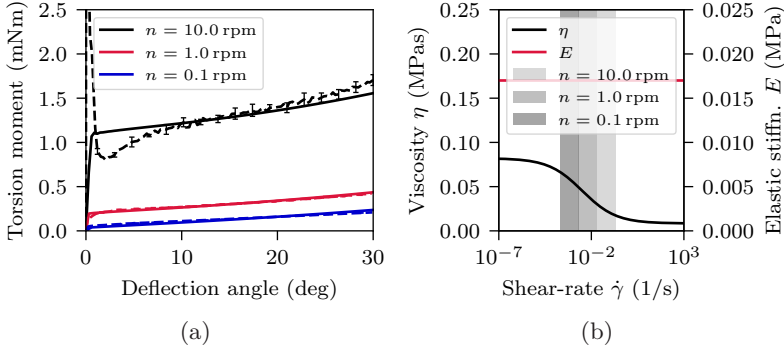 (a)
2.5
2.0
1.5
1.0
0.5
0.0
Torsion moment (mNm)
n = 10.0 rpm
n = 1.0 rpm
n = 0.1 rpm
0
10
20
30
Deflection angle (deg)
(b)
0.25
0.20
0.15
0.10
0.05
0.00
Viscosity η (MPas)
η
E
n = 10.0 rpm
n = 1.0 rpm
n = 0.1 rpm
0.025
0.020
0.015
0.010
0.005
0.000
Elastic stiffn. E (MPa)
10⁻⁷
10⁻²
10³
Shear-rate γ̇ (1/s)